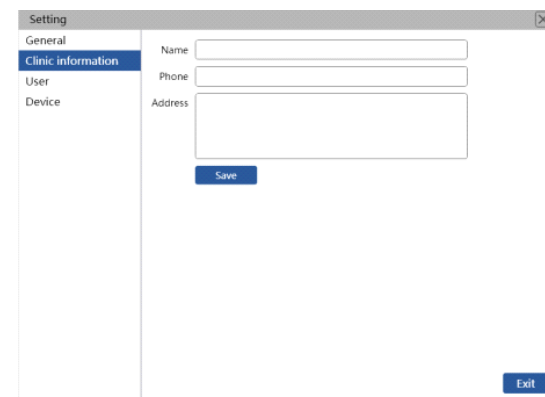 Setting
General
Clinic information
User
Device
Name
Phone
Address
Save
Exit